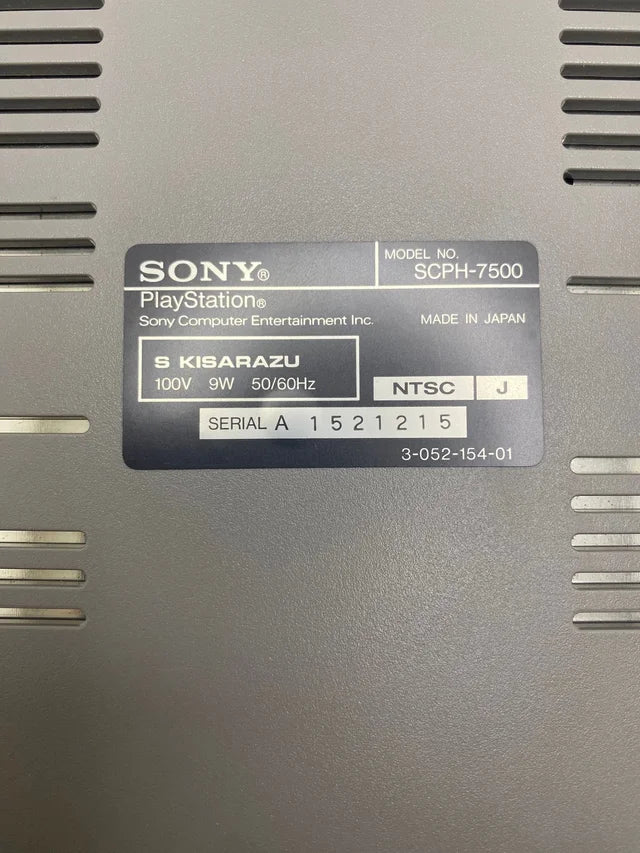 SONY®
MODEL NO.
SCPH-7500
PlayStation®
Sony Computer Entertainment Inc.
MADE IN JAPAN
S KISARAZU
100V 9W 50/60Hz
NTSC J
SERIAL A 1521215
3-052-154-01